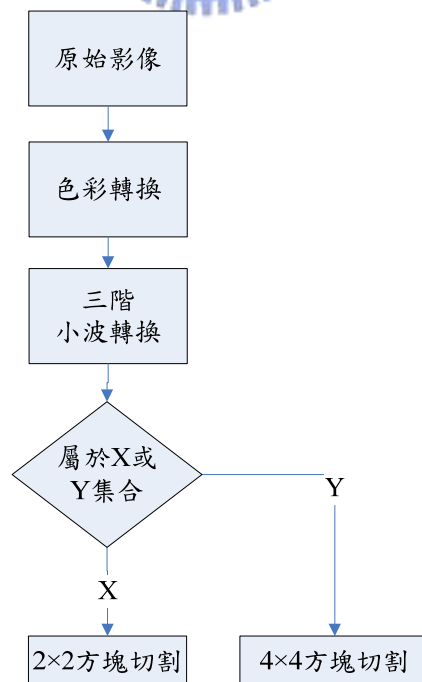 原始影像
色彩轉換
三階
小波轉換
屬於X或
Y集合
Y
X
2×2方塊切割
4×4方塊切割